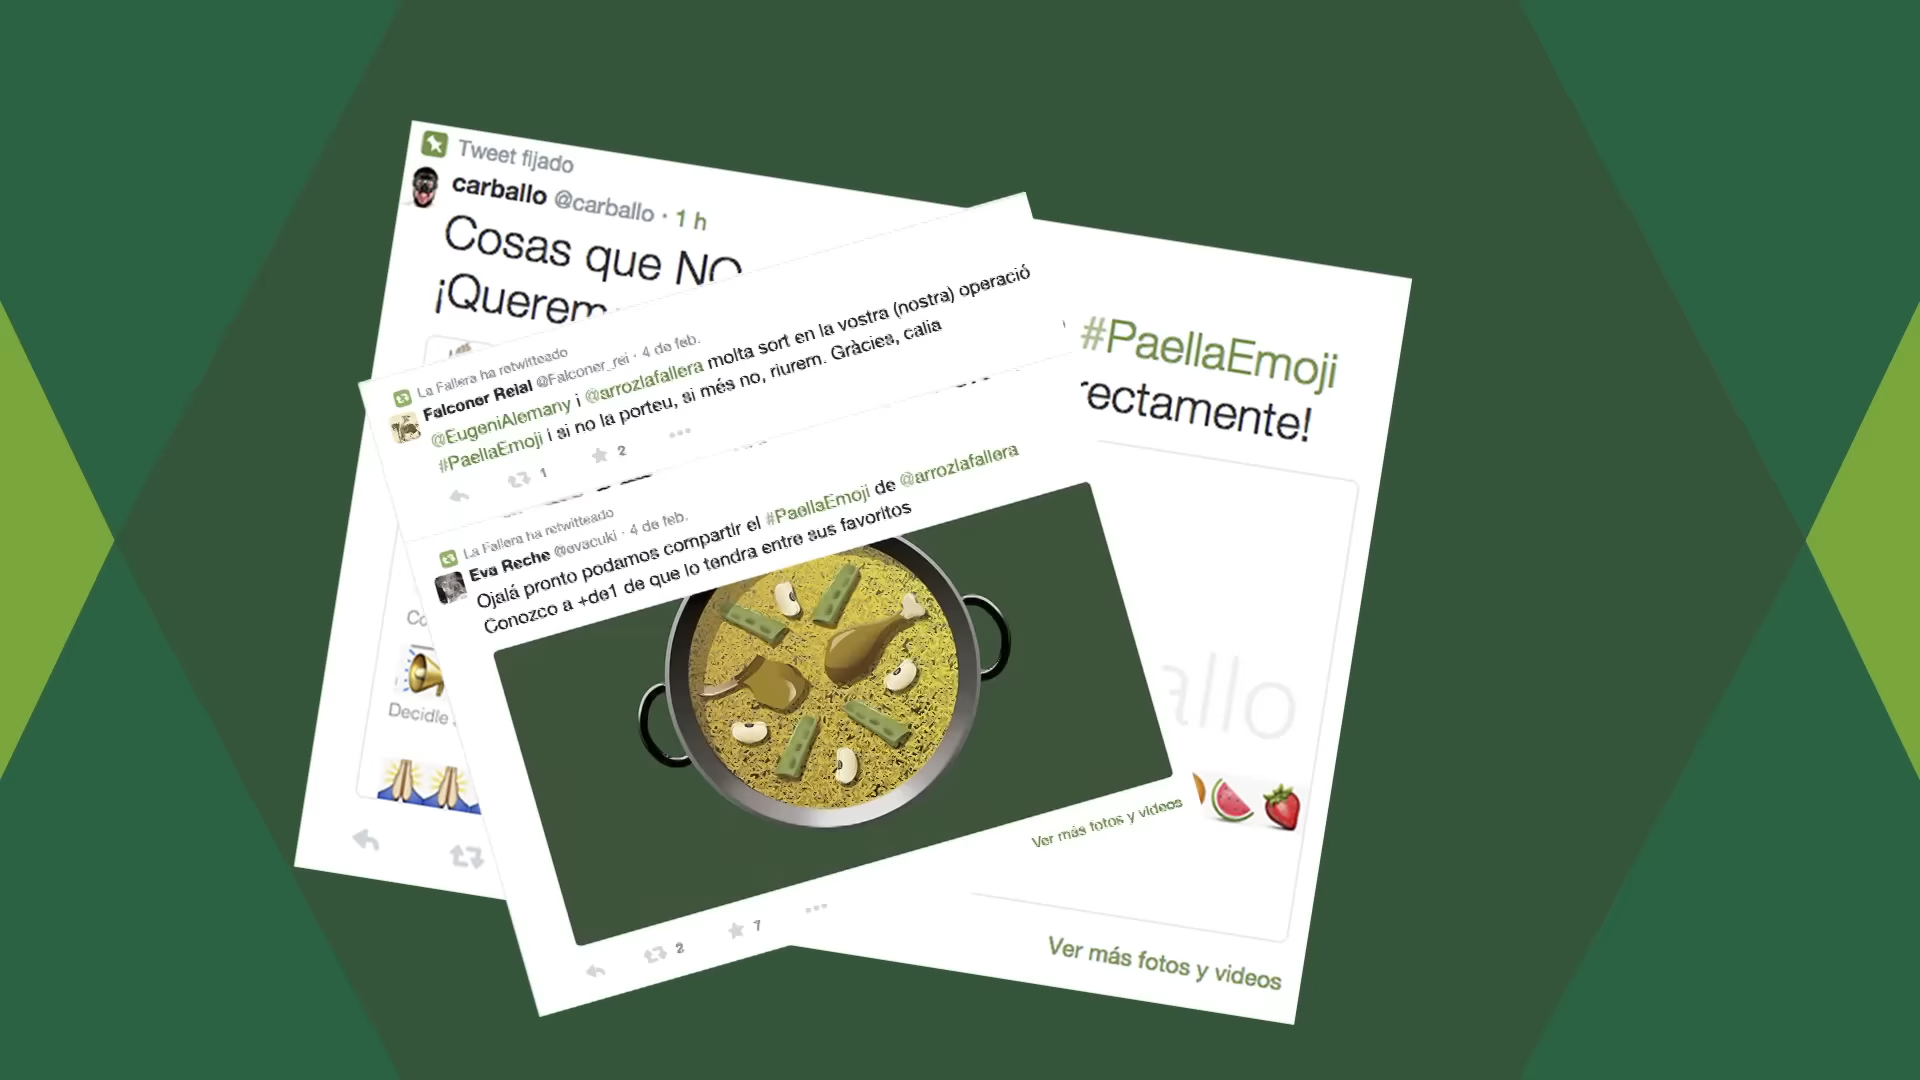 Tweet fijado
carballo @carballo · 1 h
Cosas que NO
¡Querem
#PaellaEmoji
rectamente!
La Fallera ha retwitteado
Falconer Reial @Falconer_rei · 4 de feb.
@EugeniAlemany i @arrozlafallera molta sort en la vostra (nostra) operació
#PaellaEmoji i si no la porteu, si més no, riurem. Gràcies, calia
1 2
La Fallera ha retwitteado
Eva Reche @evacuki · 4 de feb.
Ojalá pronto podamos compartir el #PaellaEmoji de @arrozlafallera
Conozco a +de1 de que lo tendra entre sus favoritos
Co
Decidle
allo
Ver más fotos y videos
2 7
Ver más fotos y videos